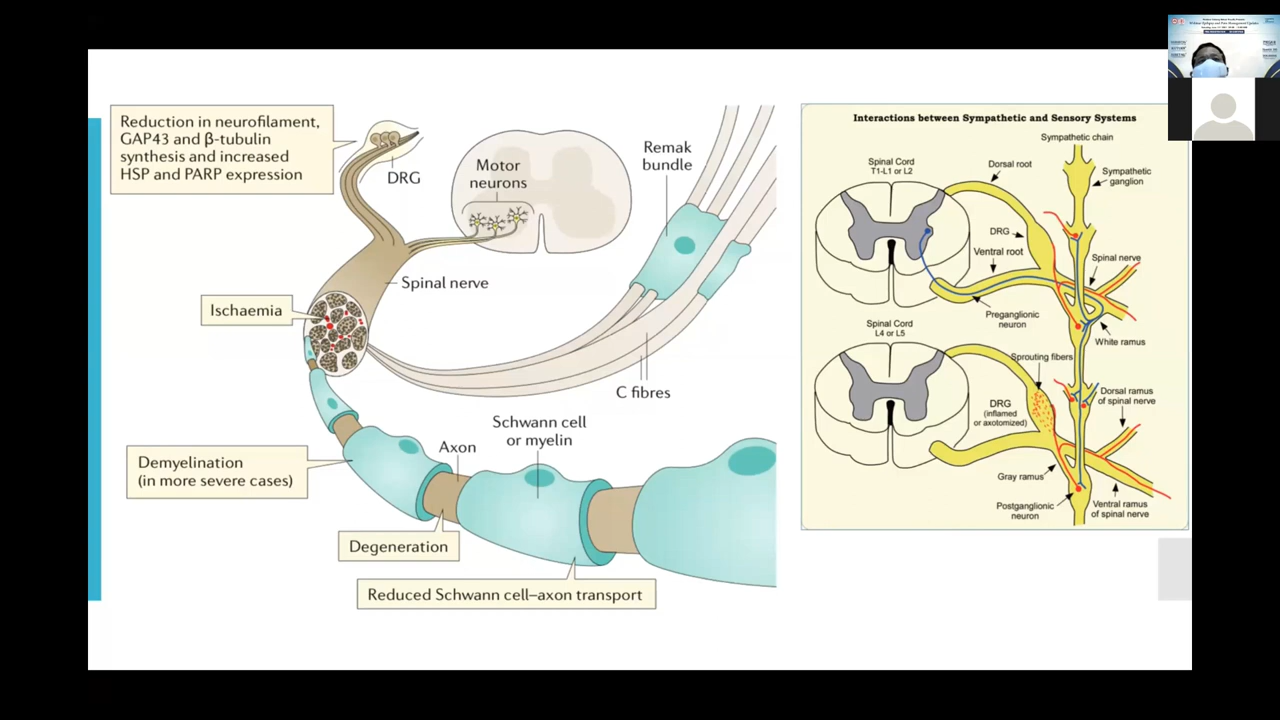 Reduction in neurofilament,
GAP43 and β-tubulin
synthesis and increased
HSP and PARP expression
DRG
Motor
neurons
Remak
bundle
Spinal nerve
Ischaemia
C fibres
Schwann cell
or myelin
Axon
Demyelination
(in more severe cases)
Degeneration
Reduced Schwann cell–axon transport
Interactions between Sympathetic and Sensory Systems
Sympathetic chain
Spinal Cord
T1-L1 or L2
Dorsal root
Sympathetic
ganglion
DRG
Ventral root
Spinal nerve
Preganglionic
neuron
White ramus
Spinal Cord
L4 or L5
Sprouting fibers
DRG
(inflamed
or axotomized)
Dorsal ramus
of spinal nerve
Gray ramus
Postganglionic
neuron
Ventral ramus
of spinal nerve